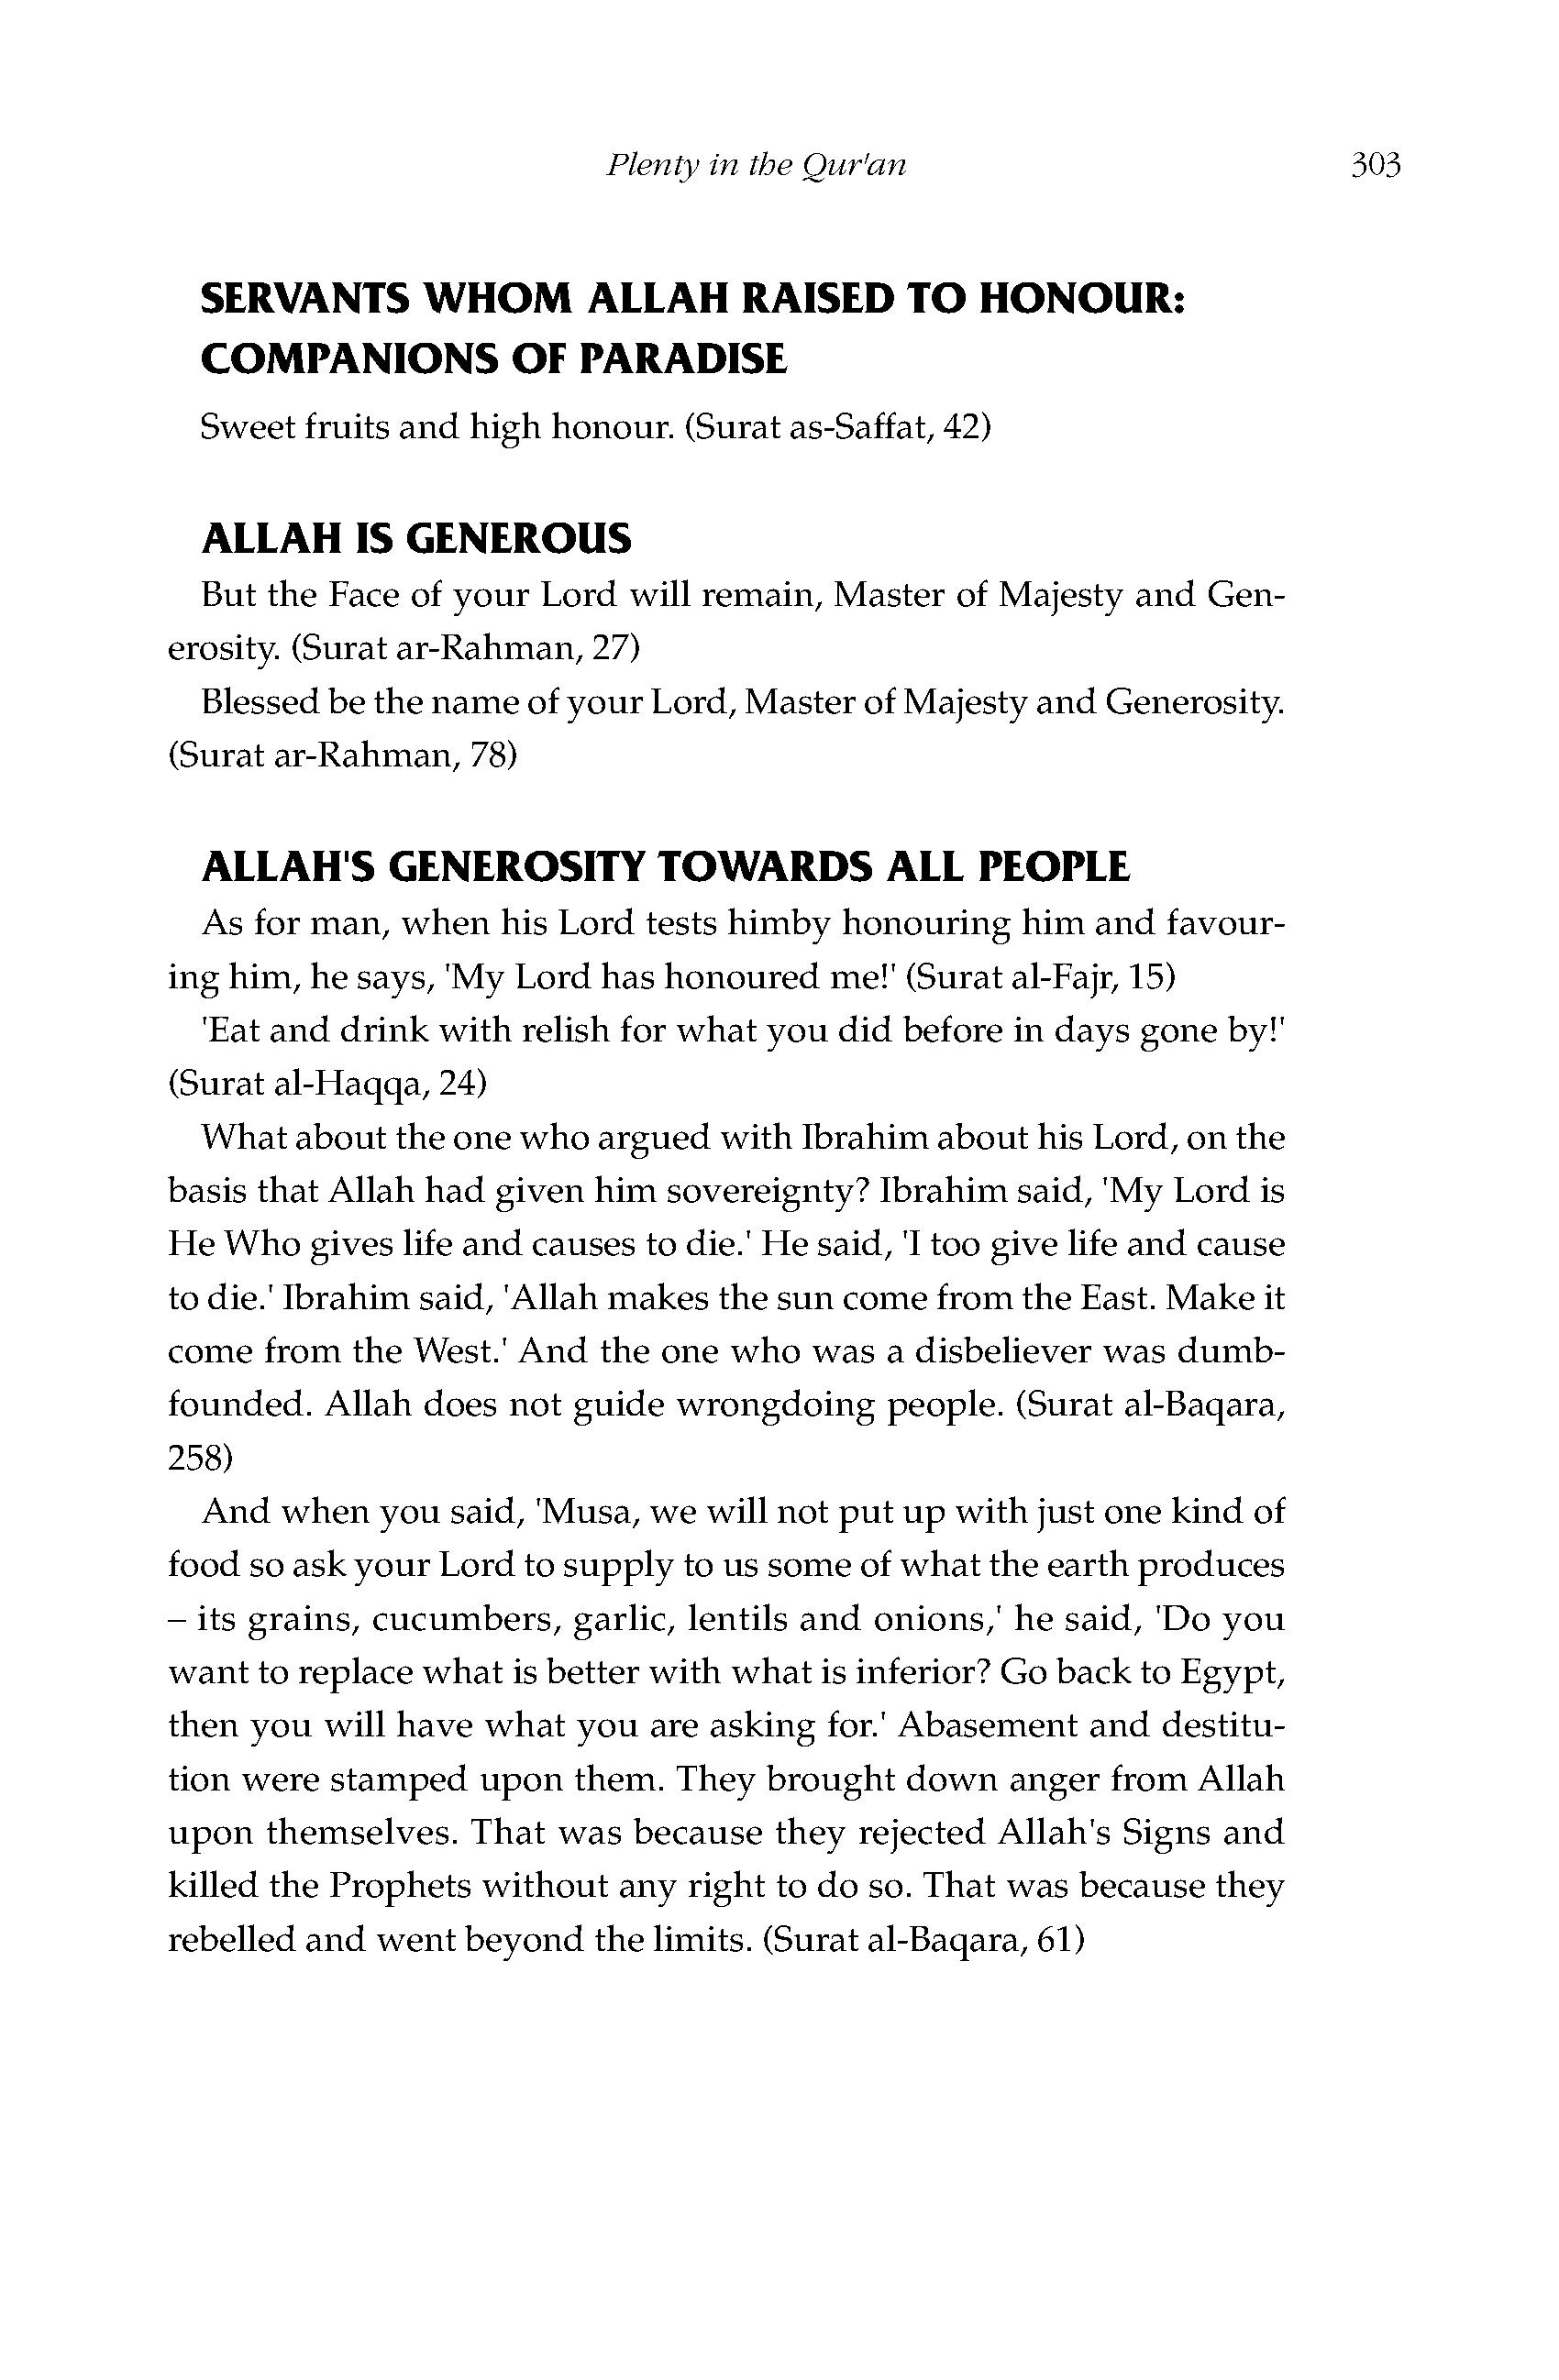 Plenty in the Qur'an 303
SERVANTS WHOM ALLAH RAISED TO HONOUR:
COMPANIONS OF PARADISE
Sweet fruits and high honour. (Surat as-Saffat, 42)
ALLAH IS GENEROUS
But the Face of your Lord will remain, Master of Majesty and Gen-
erosity. (Surat ar-Rahman, 27)
Blessed be the name of your Lord, Master of Majesty and Generosity.
(Surat ar-Rahman, 78)
ALLAH'S GENEROSITY TOWARDS ALL PEOPLE
As for man, when his Lord tests himby honouring him and favour-
ing him, he says, 'My Lord has honoured me!' (Surat al-Fajr, 15)
'Eat and drink with relish for what you did before in days gone by!'
(Surat al-Haqqa, 24)
What about the one who argued with Ibrahim about his Lord, on the
basis that Allah had given him sovereignty? Ibrahim said, 'My Lord is
He Who gives life and causes to die.' He said, 'I too give life and cause
to die.' Ibrahim said, 'Allah makes the sun come from the East. Make it
come from the West.' And the one who was a disbeliever was dumb-
founded. Allah does not guide wrongdoing people. (Surat al-Baqara,
258)
And when you said, 'Musa, we will not put up with just one kind of
food so ask your Lord to supply to us some of what the earth produces
– its grains, cucumbers, garlic, lentils and onions,' he said, 'Do you
want to replace what is better with what is inferior? Go back to Egypt,
then you will have what you are asking for.' Abasement and destitu-
tion were stamped upon them. They brought down anger from Allah
upon themselves. That was because they rejected Allah's Signs and
killed the Prophets without any right to do so. That was because they
rebelled and went beyond the limits. (Surat al-Baqara, 61)